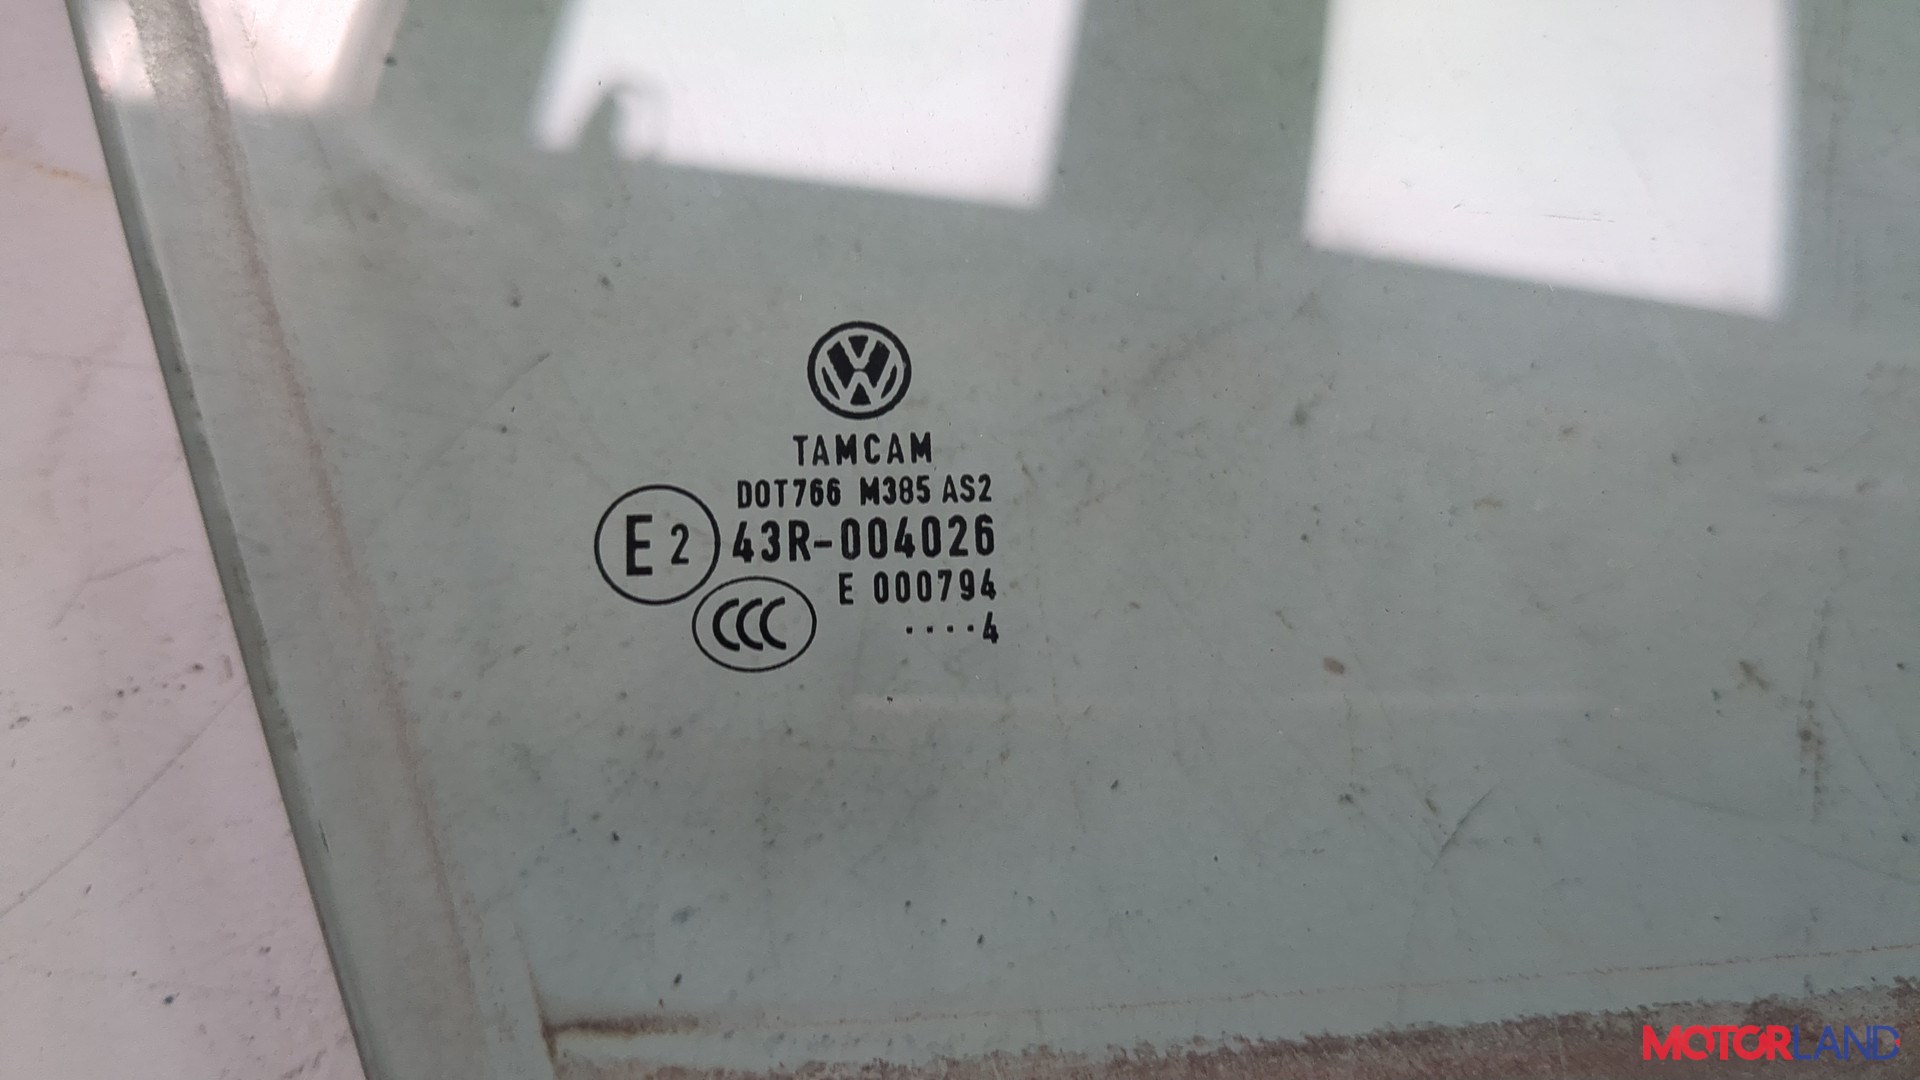 TAMCAM
DOT766 M385 AS2
E2 43R-004026
E 000794
CCC ····4
MOTORLAND